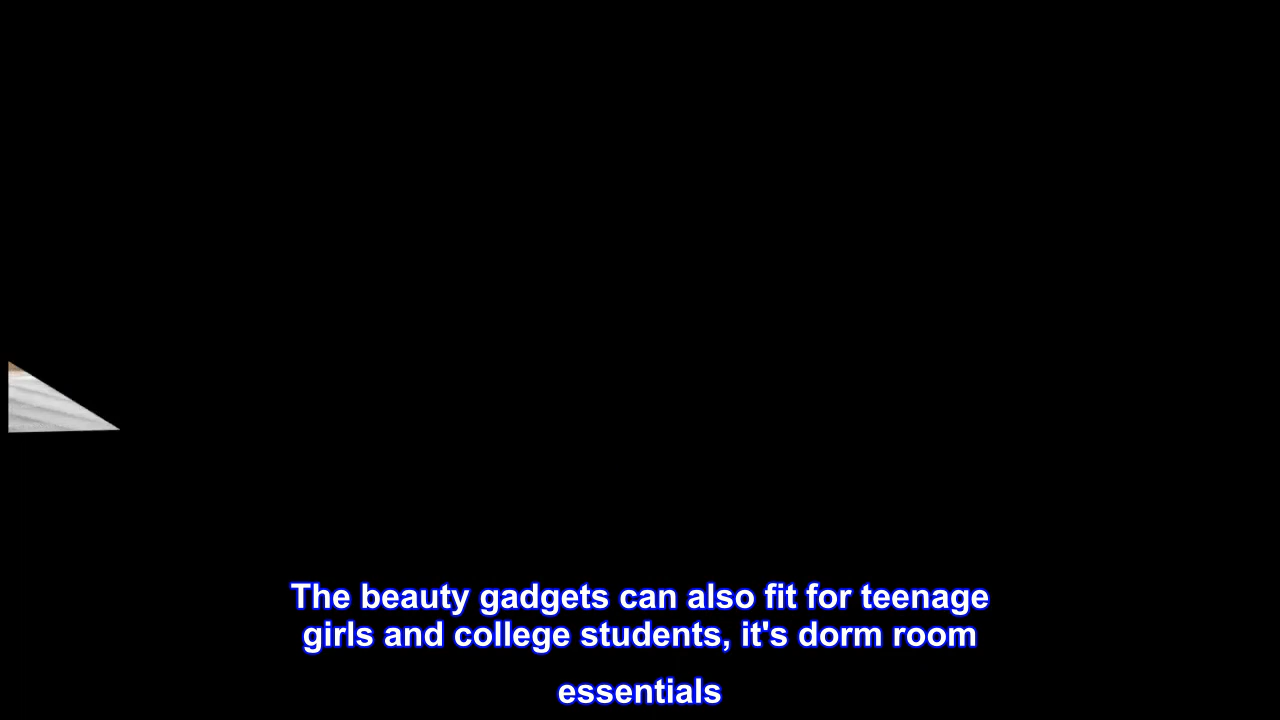 The beauty gadgets can also fit for teenage
girls and college students, it's dorm room
essentials